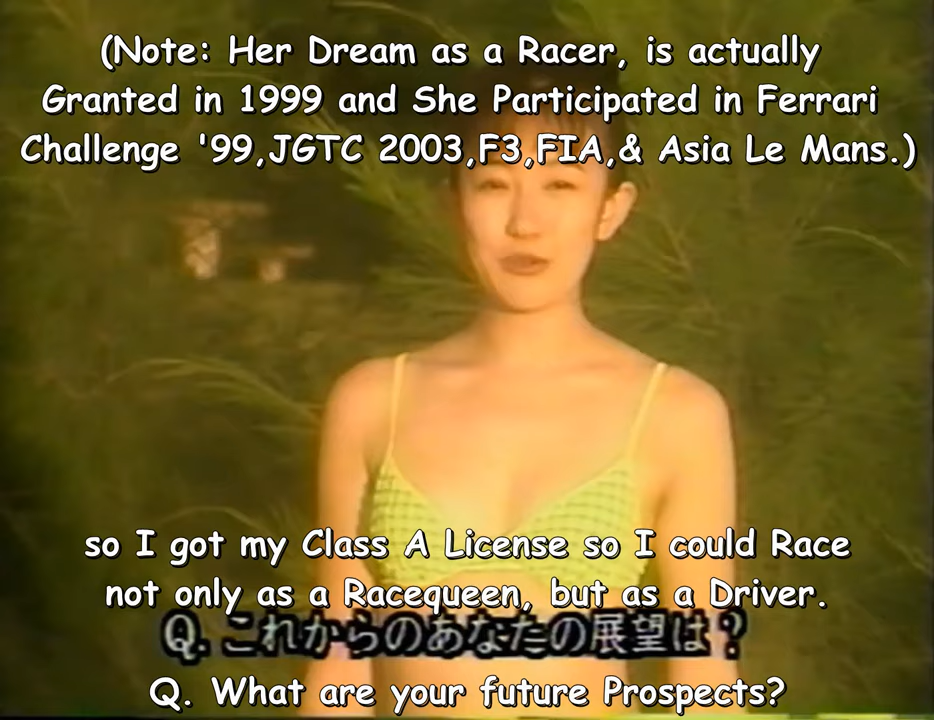 (Note: Her Dream as a Racer, is actually
Granted in 1999 and She Participated in Ferrari
Challenge '99,JGTC 2003,F3,FIA,& Asia Le Mans.)
so I got my Class A License so I could Race
not only as a Racequeen, but as a Driver.
Q. これからのあなたの展望は?
Q. What are your future Prospects?